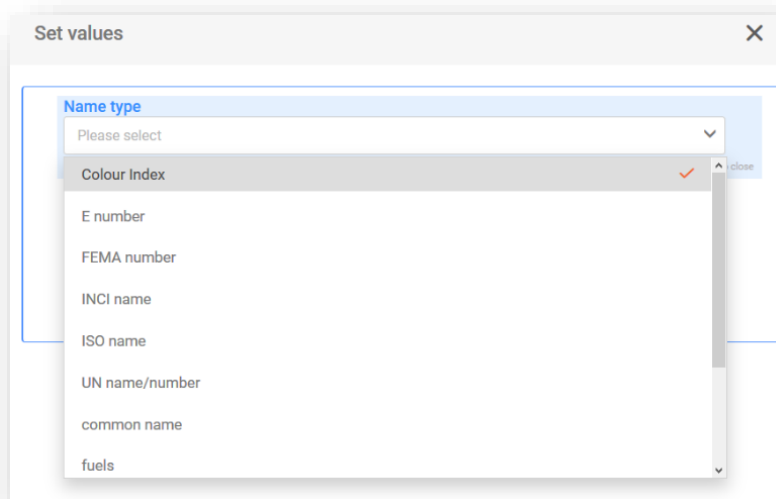 Set values
Name type
Please select
Colour Index
close
E number
FEMA number
INCI name
ISO name
UN name/number
common name
fuels